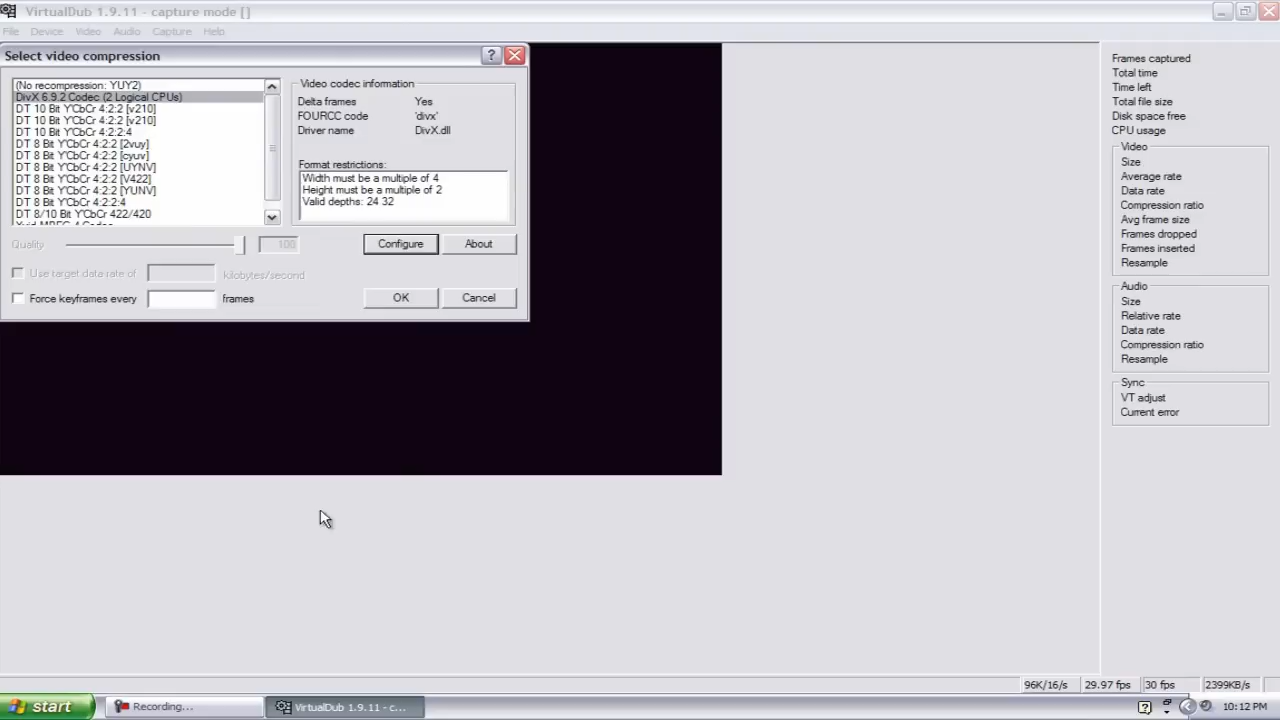 VirtualDub 1.9.11 - capture mode []
File Device Video Audio Capture Help
Select video compression
(No recompression: YUY2)
DivX 6.9.2 Codec (2 Logical CPUs)
DT 10 Bit Y'CbCr 4:2:2 [v210]
DT 10 Bit Y'CbCr 4:2:2 [v210]
DT 10 Bit Y'CbCr 4:2:2:4
DT 8 Bit Y'CbCr 4:2:2 [2vuy]
DT 8 Bit Y'CbCr 4:2:2 [cyuv]
DT 8 Bit Y'CbCr 4:2:2 [UYNV]
DT 8 Bit Y'CbCr 4:2:2 [V422]
DT 8 Bit Y'CbCr 4:2:2 [YUNV]
DT 8 Bit Y'CbCr 4:2:2:4
DT 8/10 Bit Y'CbCr 422/420
Xvid MPEG-4 Codec
Video codec information
Delta frames Yes
FOURCC code 'divx'
Driver name DivX.dll
Format restrictions:
Width must be a multiple of 4
Height must be a multiple of 2
Valid depths: 24 32
Quality 100
Configure About
Use target data rate of kilobytes/second
Force keyframes every frames
OK Cancel
Frames captured
Total time
Time left
Total file size
Disk space free
CPU usage
Video
Size
Average rate
Data rate
Compression ratio
Avg frame size
Frames dropped
Frames inserted
Resample
Audio
Size
Relative rate
Data rate
Compression ratio
Resample
Sync
VT adjust
Current error
96K/16/s 29.97 fps 30 fps 2399KB/s
start Recording... VirtualDub 1.9.11 - c... 10:12 PM